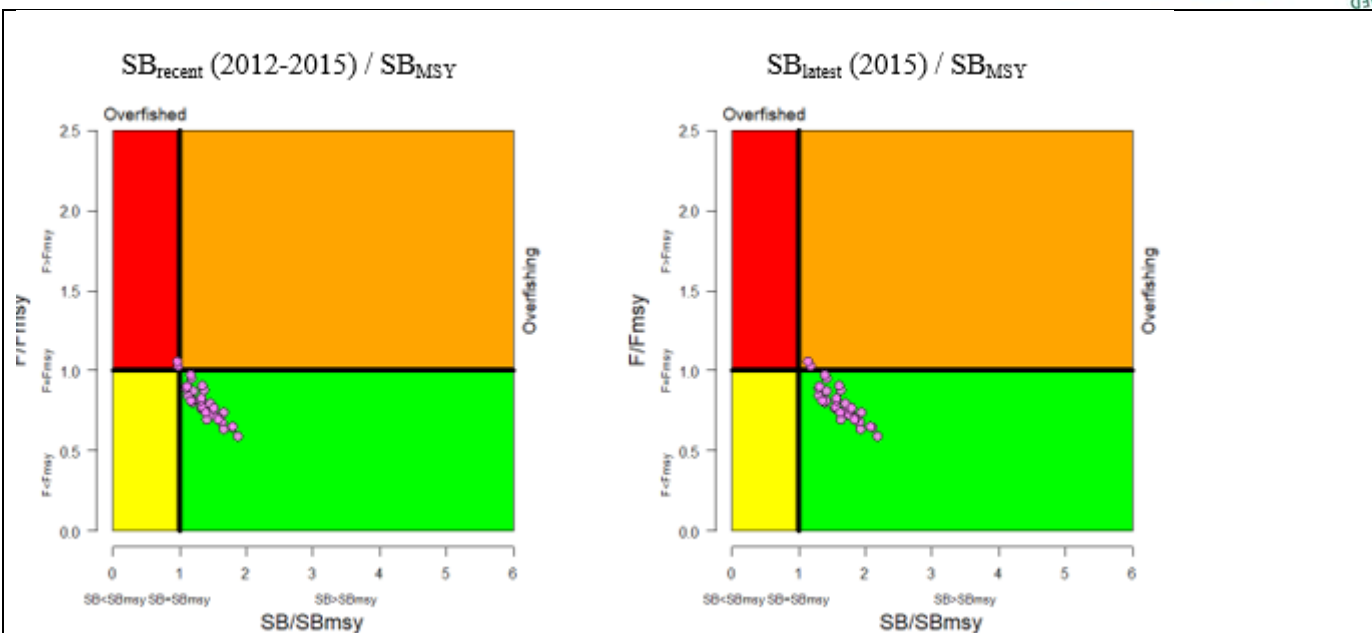 SBrecent (2012-2015) / SBMSY
Overfished
2.5
2.0
1.5
1.0
0.5
0.0
F>Fmsy
F=Fmsy
F<Fmsy
F/Fmsy
Overfishing
0 1 2 3 4 5 6
SB<SBmsy SB=SBmsy SB>SBmsy
SB/SBmsy
SBlatest (2015) / SBMSY
Overfished
2.5
2.0
1.5
1.0
0.5
0.0
F>Fmsy
F=Fmsy
F<Fmsy
F/Fmsy
Overfishing
0 1 2 3 4 5 6
SB<SBmsy SB=SBmsy SB>SBmsy
SB/SBmsy